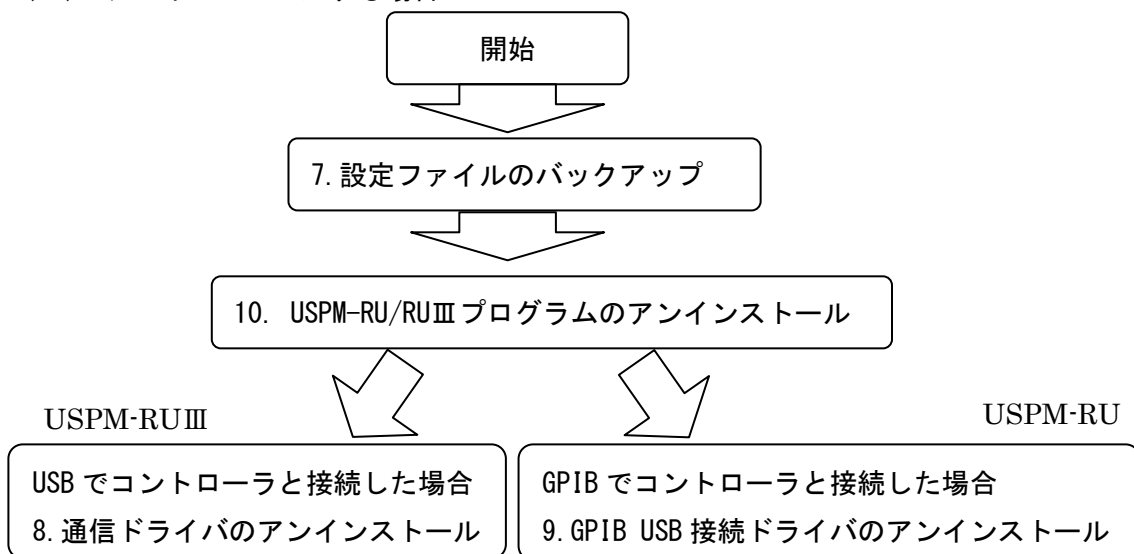 開始
7.設定ファイルのバックアップ
10. USPM-RU/RUⅢプログラムのアンインストール
USPM-RUⅢ
USPM-RU
USB でコントローラと接続した場合
8.通信ドライバのアンインストール
GPIB でコントローラと接続した場合
9.GPIB USB 接続ドライバのアンインストール